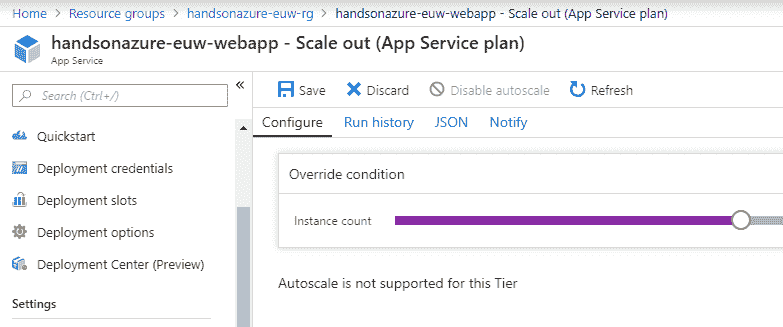 Home > Resource groups > handsonazure-euw-rg > handsonazure-euw-webapp - Scale out (App Service plan)
handsonazure-euw-webapp - Scale out (App Service plan)
App Service
Search (Ctrl+/)
«
Save Discard Disable autoscale Refresh
Configure Run history JSON Notify
Quickstart
Deployment credentials
Deployment slots
Deployment options
Deployment Center (Preview)
Settings
Override condition
Instance count
Autoscale is not supported for this Tier